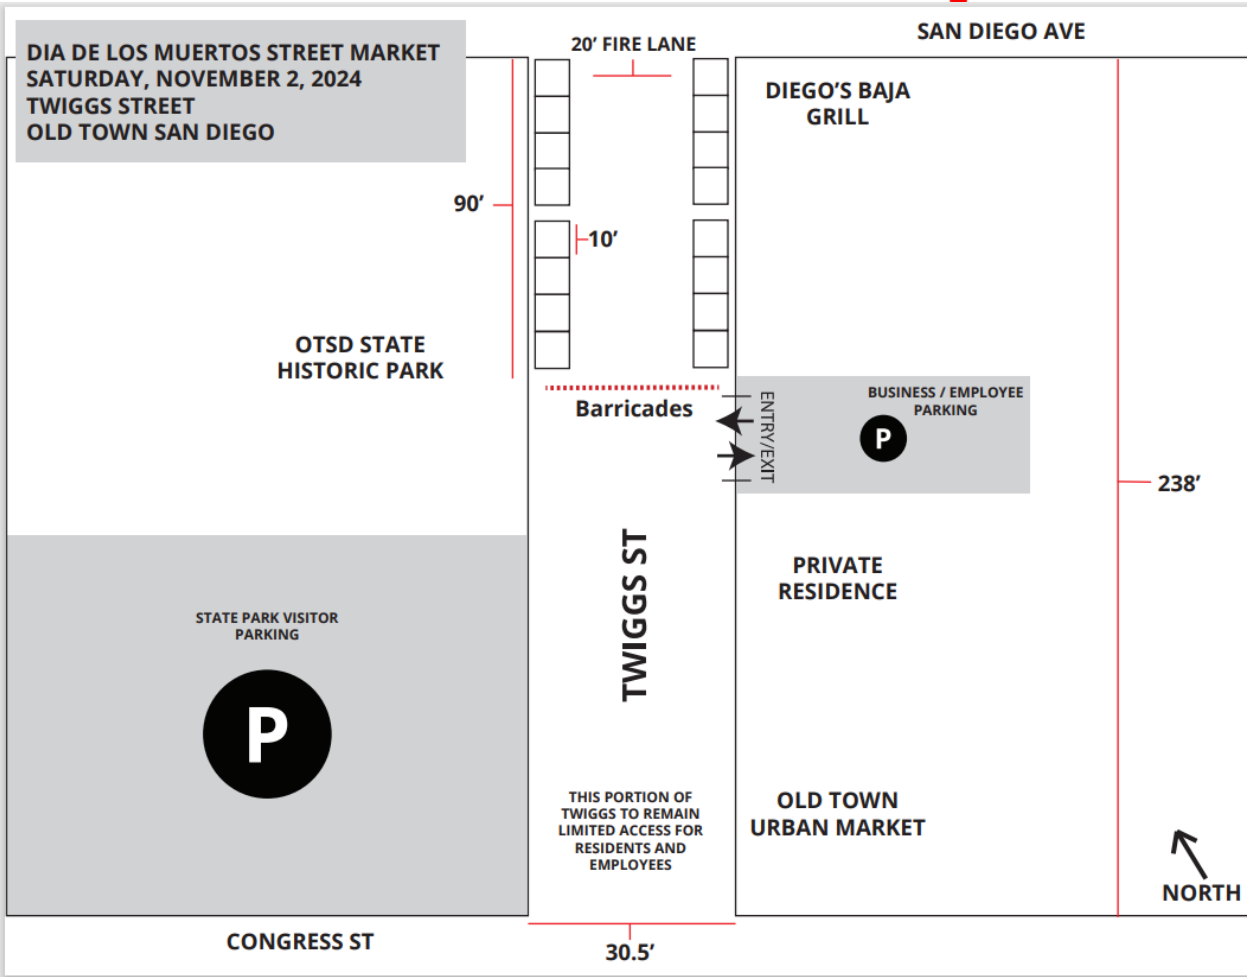 SAN DIEGO AVE
DIA DE LOS MUERTOS STREET MARKET
SATURDAY, NOVEMBER 2, 2024
TWIGGS STREET
OLD TOWN SAN DIEGO
20’ FIRE LANE
DIEGO’S BAJA
GRILL
90’
10’
OTSD STATE
HISTORIC PARK
Barricades
ENTRY/EXIT
BUSINESS / EMPLOYEE
PARKING
P
238’
TWIGGS ST
PRIVATE
RESIDENCE
STATE PARK VISITOR
PARKING
P
THIS PORTION OF
TWIGGS TO REMAIN
LIMITED ACCESS FOR
RESIDENTS AND
EMPLOYEES
OLD TOWN
URBAN MARKET
NORTH
CONGRESS ST
30.5’